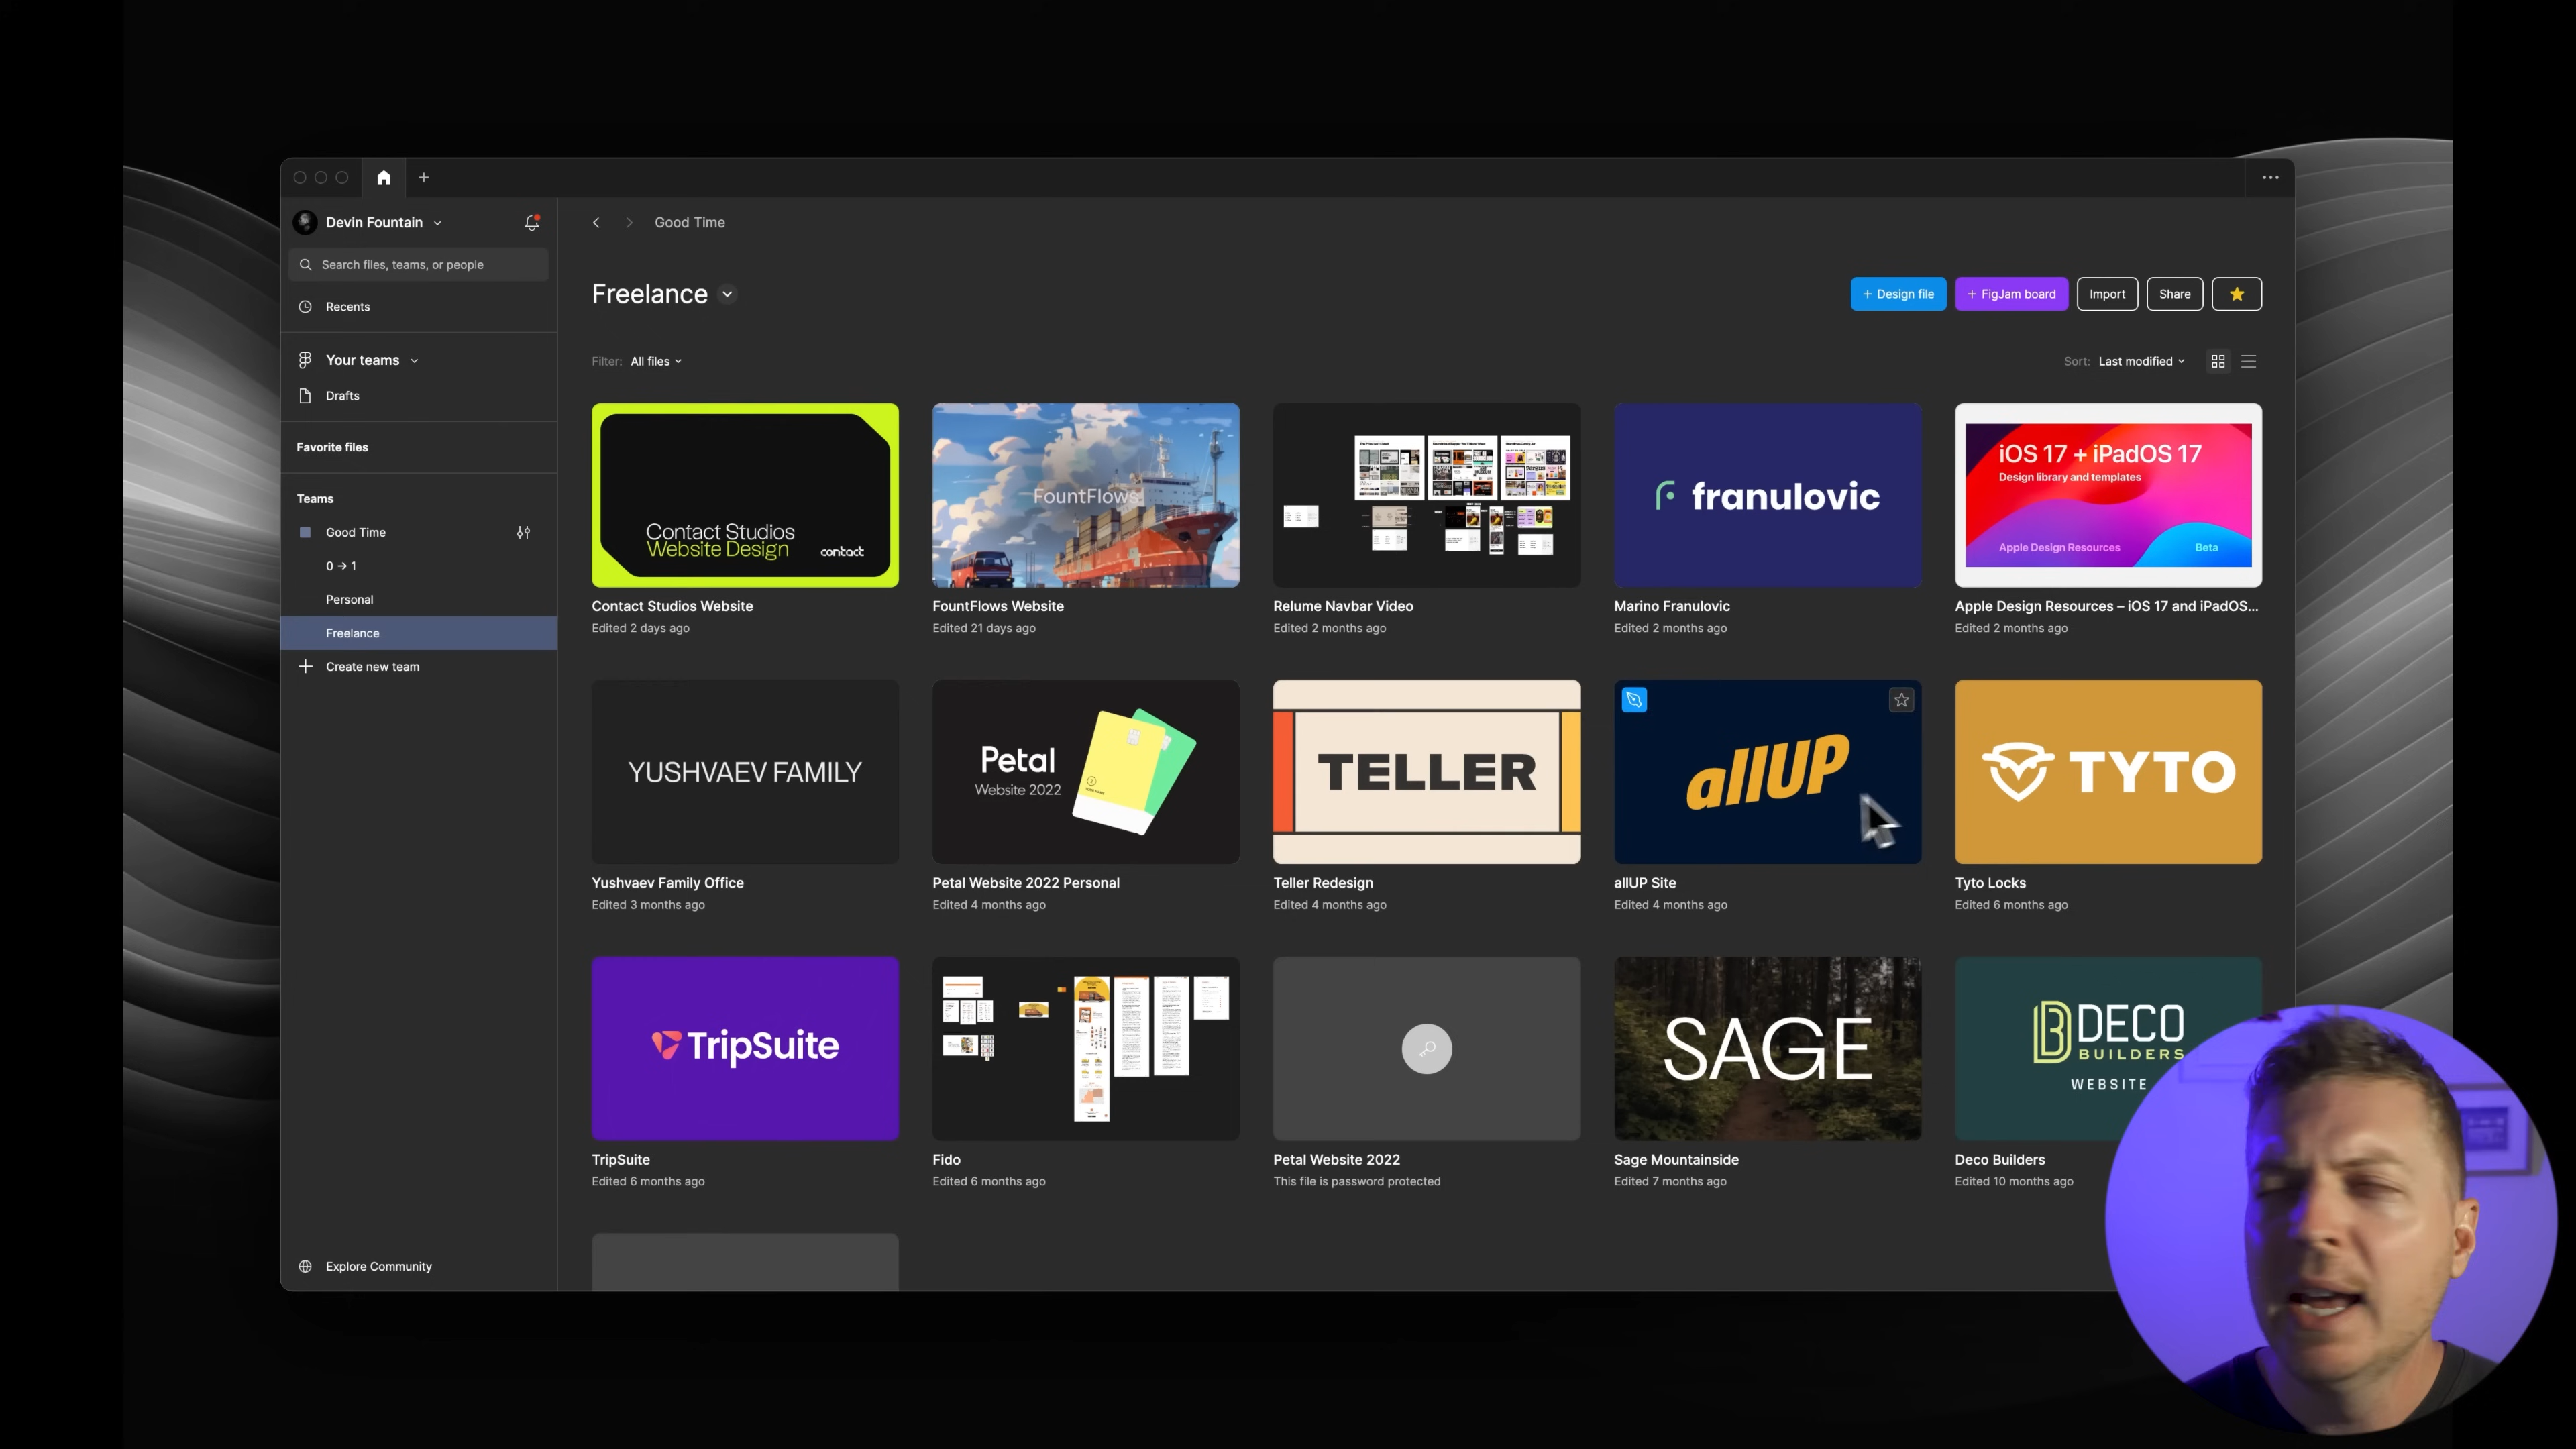 Devin Fountain
Search files, teams, or people
Recents
Your teams
Drafts
Favorite files
Teams
Good Time
0 → 1
Personal
Freelance
Create new team
Explore Community
Good Time
Freelance
+ Design file
+ FigJam board
Import
Share
Filter: All files
Sort: Last modified
Contact Studios
Website Design
contact
Contact Studios Website
Edited 2 days ago
FountFlows
FountFlows Website
Edited 21 days ago
Relume Navbar Video
Edited 2 months ago
franulovic
Marino Franulovic
Edited 2 months ago
iOS 17 + iPadOS 17
Design library and templates
Apple Design Resources
Beta
Apple Design Resources – iOS 17 and iPadOS...
Edited 2 months ago
YUSHVAEV FAMILY
Yushvaev Family Office
Edited 3 months ago
Petal
Website 2022
Petal Website 2022 Personal
Edited 4 months ago
TELLER
Teller Redesign
Edited 4 months ago
allUP
allUP Site
Edited 4 months ago
TYTO
Tyto Locks
Edited 6 months ago
TripSuite
TripSuite
Edited 6 months ago
Fido
Edited 6 months ago
Petal Website 2022
This file is password protected
SAGE
Sage Mountainside
Edited 7 months ago
DECO
BUILDERS
WEBSITE
Deco Builders
Edited 10 months ago